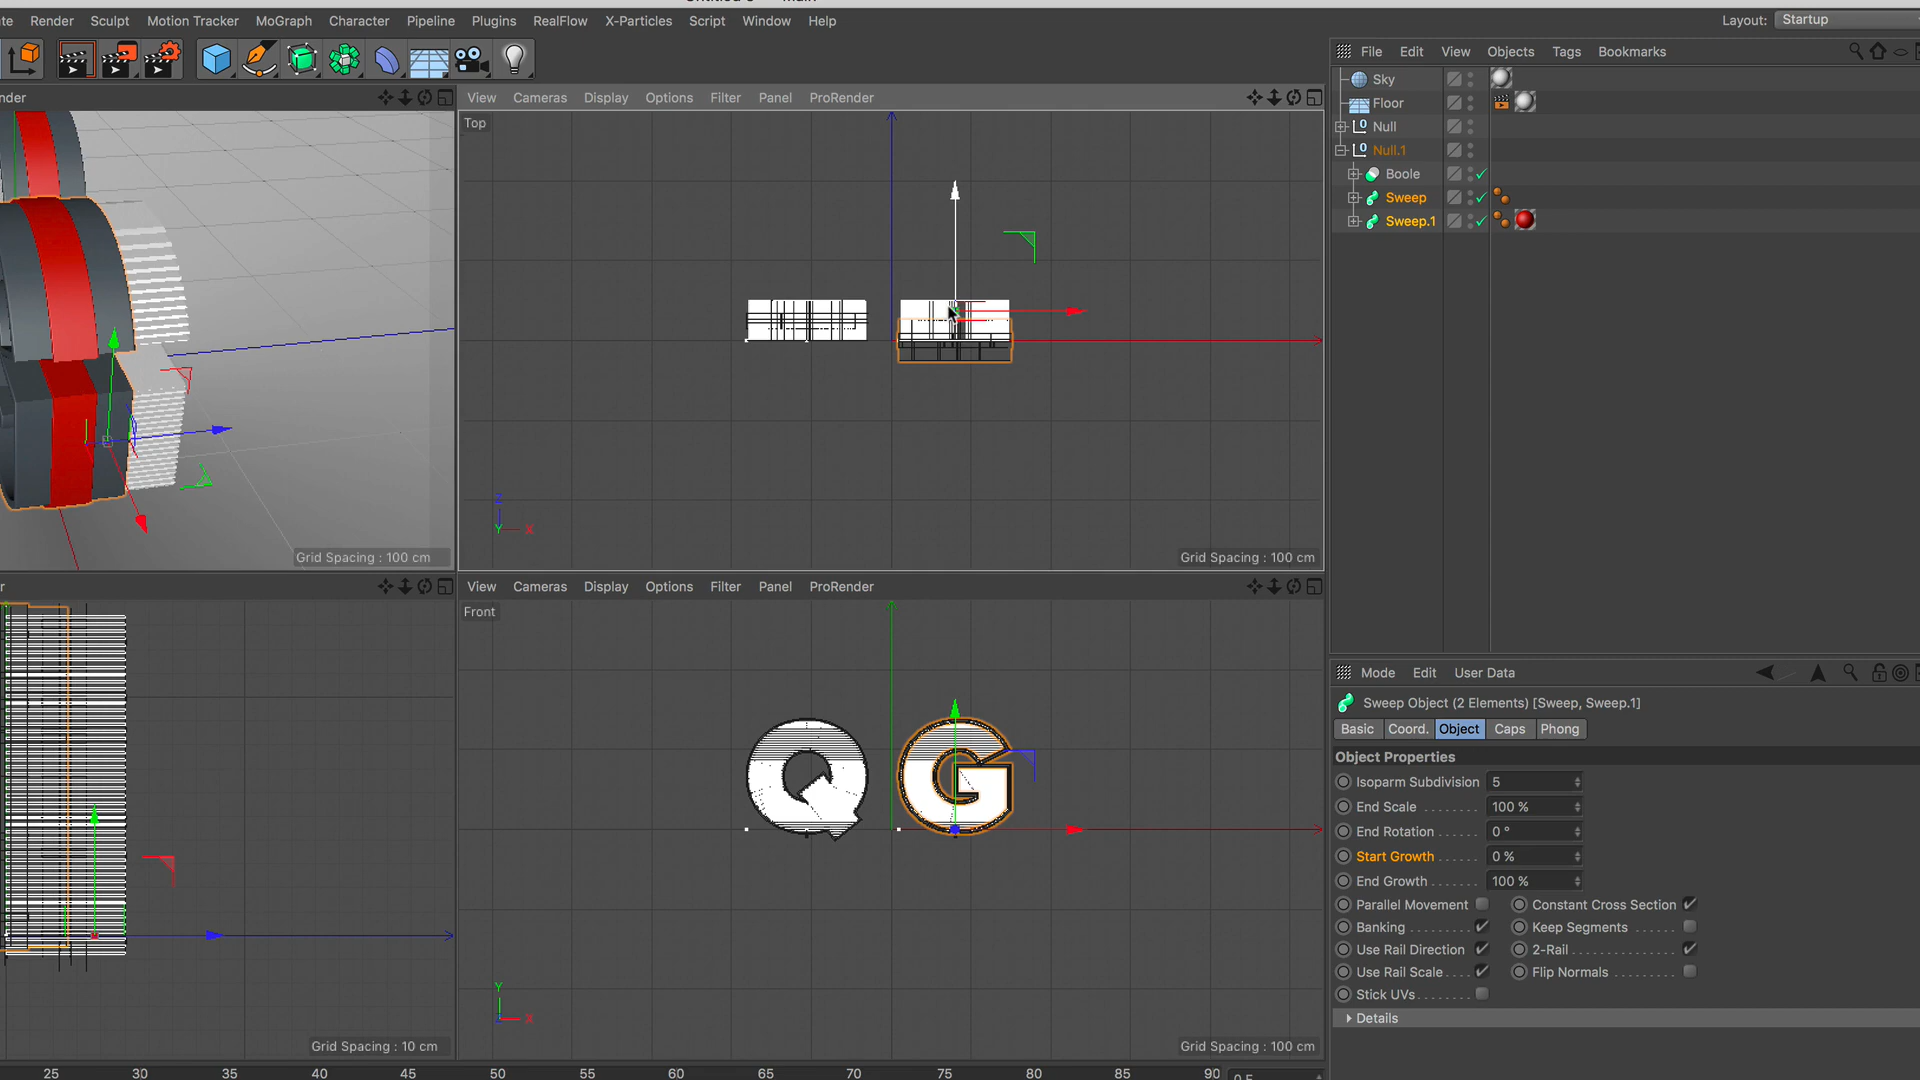 Render Sculpt Motion Tracker MoGraph Character Pipeline Plugins RealFlow X-Particles Script Window Help
Layout: Startup
File Edit View Objects Tags Bookmarks
Sky
Floor
0 Null
0 Null.1
Boole
Sweep
Sweep.1
View Cameras Display Options Filter Panel ProRender
Top
Z
Y X
Grid Spacing : 100 cm
Grid Spacing : 100 cm
View Cameras Display Options Filter Panel ProRender
Front
Q G
Y
X
Grid Spacing : 10 cm
Grid Spacing : 100 cm
25 30 35 40 45 50 55 60 65 70 75 80 85 90
Mode Edit User Data
Sweep Object (2 Elements) [Sweep, Sweep.1]
Basic Coord. Object Caps Phong
Object Properties
Isoparm Subdivision 5
End Scale 100 %
End Rotation 0 °
Start Growth 0 %
End Growth 100 %
Parallel Movement Constant Cross Section
Banking Keep Segments
Use Rail Direction 2-Rail
Use Rail Scale Flip Normals
Stick UVs
Details